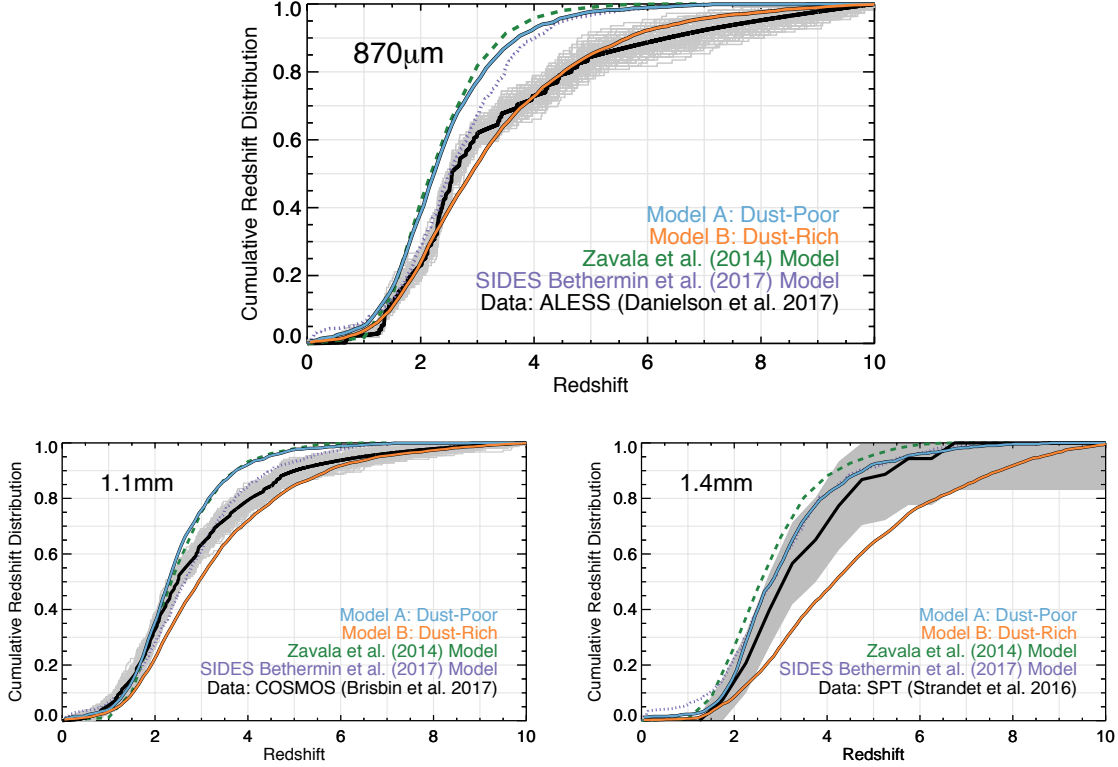 870μm
Cumulative Redshift Distribution
1.0
0.8
0.6
0.4
0.2
0.0
Model A: Dust-Poor
Model B: Dust-Rich
Zavala et al. (2014) Model
SIDES Bethermin et al. (2017) Model
Data: ALESS (Danielson et al. 2017)
0 2 4 6 8 10
Redshift
1.1mm
Cumulative Redshift Distribution
1.0
0.8
0.6
0.4
0.2
0.0
Model A: Dust-Poor
Model B: Dust-Rich
Zavala et al. (2014) Model
SIDES Bethermin et al. (2017) Model
Data: COSMOS (Brisbin et al. 2017)
0 2 4 6 8 10
Redshift
1.4mm
Cumulative Redshift Distribution
1.0
0.8
0.6
0.4
0.2
0.0
Model A: Dust-Poor
Model B: Dust-Rich
Zavala et al. (2014) Model
SIDES Bethermin et al. (2017) Model
Data: SPT (Strandet et al. 2016)
0 2 4 6 8 10
Redshift